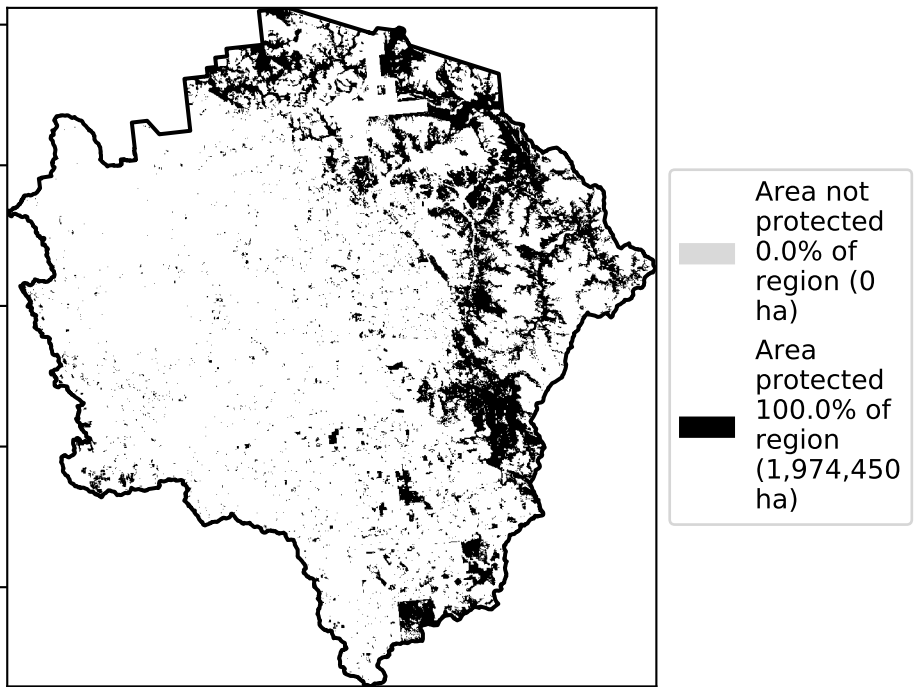 Area not
protected
0.0% of
region (0
ha)
Area
protected
100.0% of
region
(1,974,450
ha)